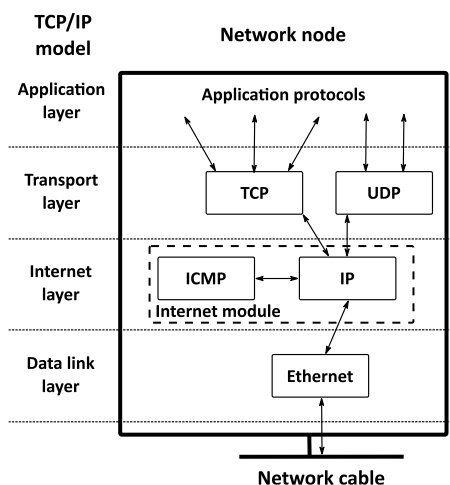 TCP/IP
model
Network node
Application
layer
Application protocols
Transport
layer
TCP
UDP
Internet
layer
ICMP
IP
Internet module
Data link
layer
Ethernet
Network cable